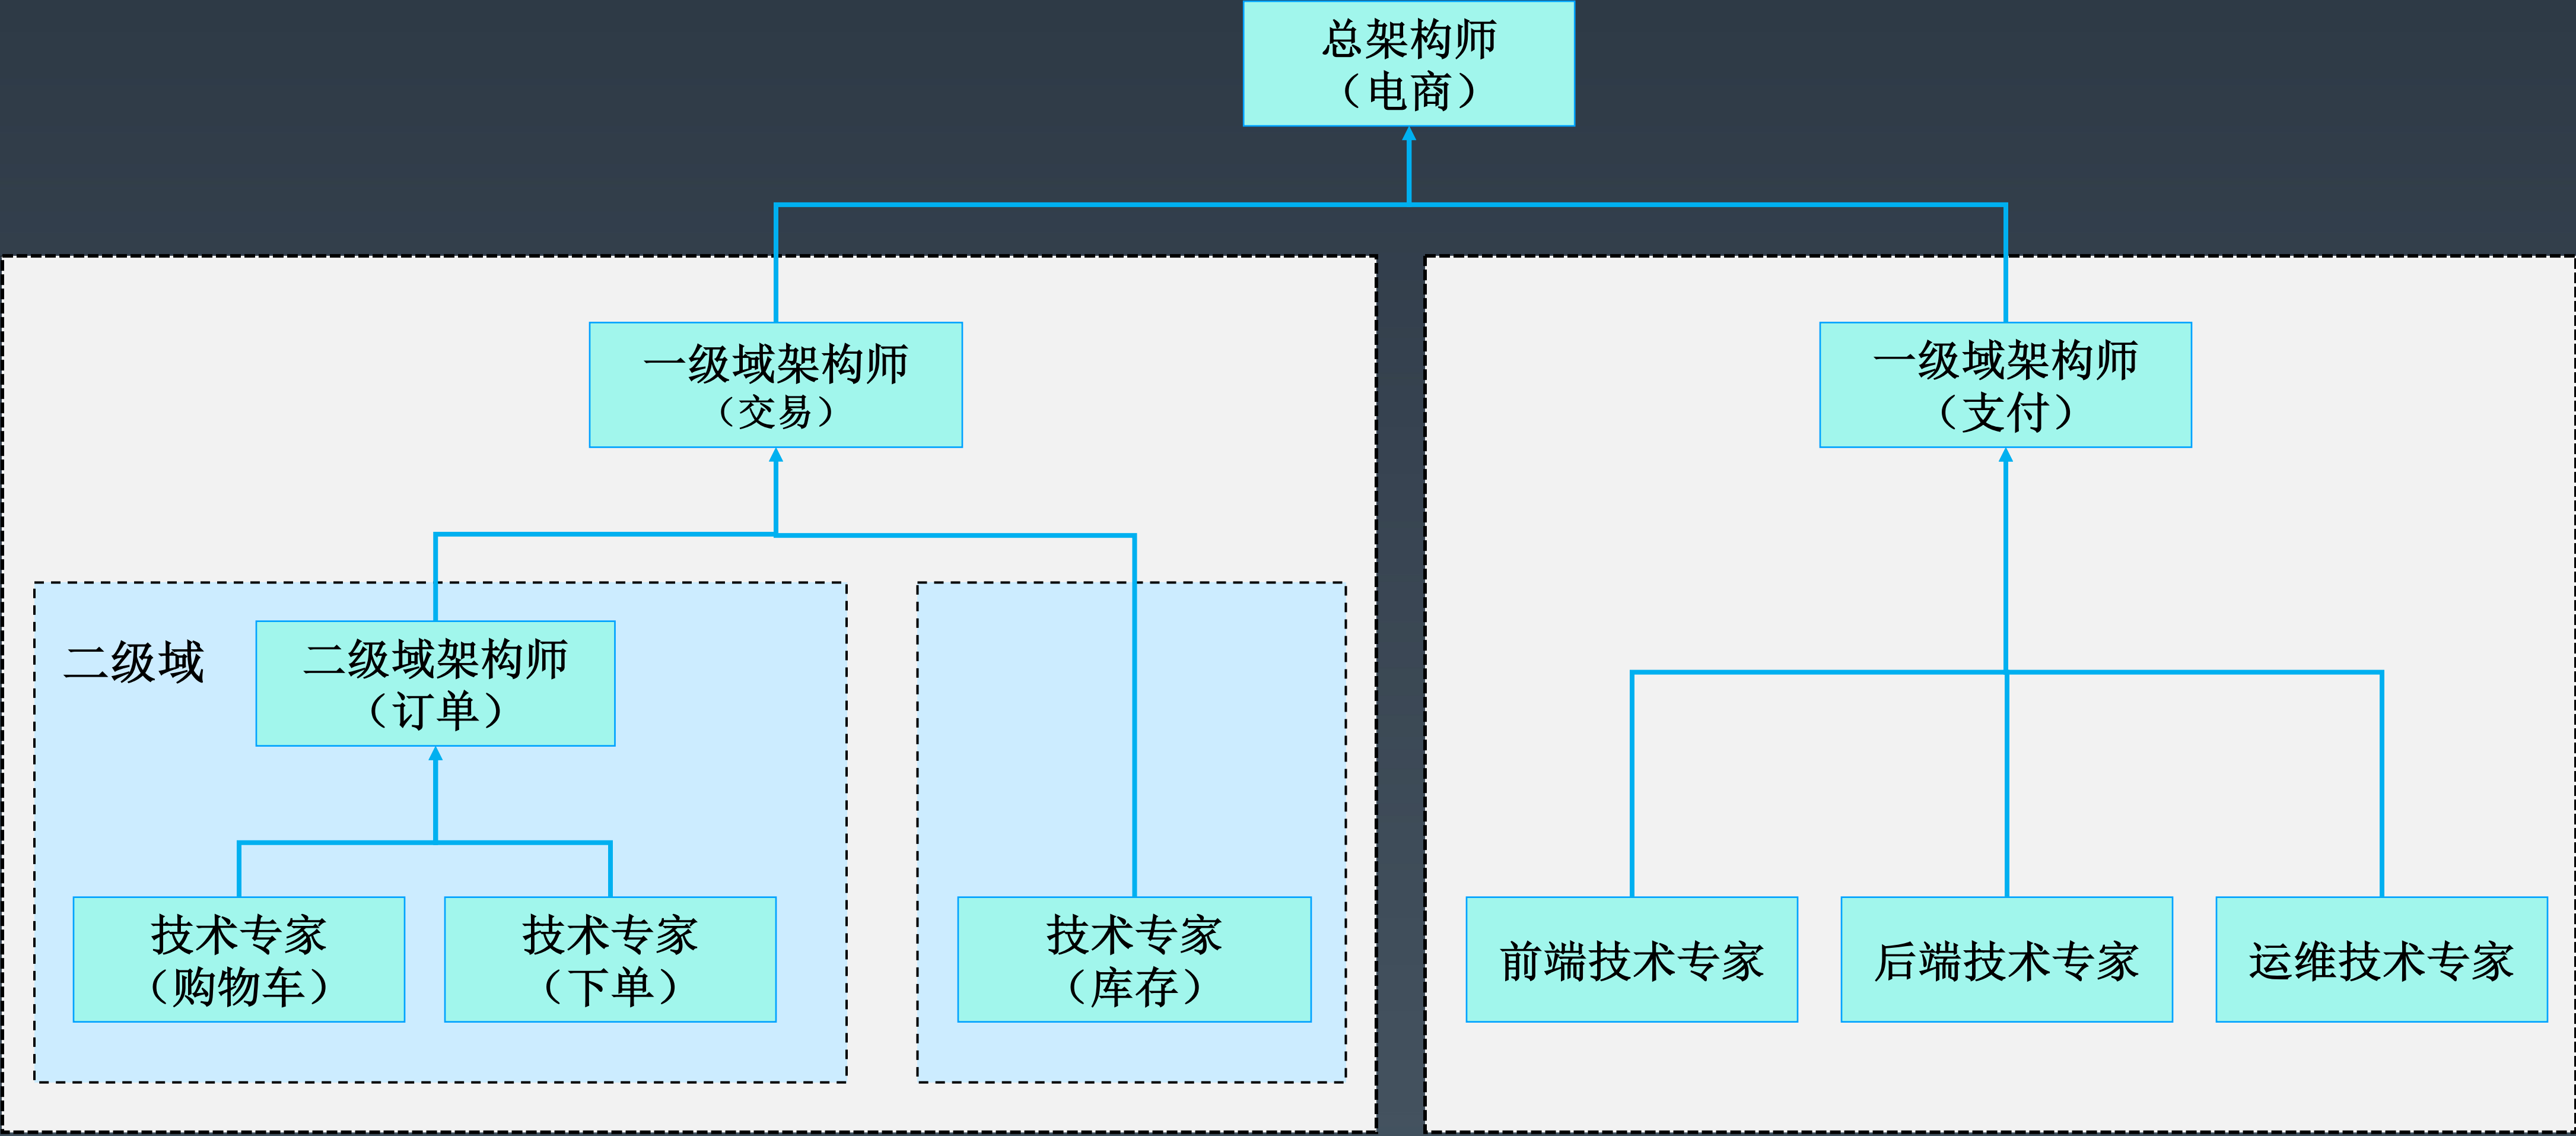 总架构师
（电商）
一级域架构师
（交易）
一级域架构师
（支付）
二级域
二级域架构师
（订单）
技术专家
（购物车）
技术专家
（下单）
技术专家
（库存）
前端技术专家
后端技术专家
运维技术专家